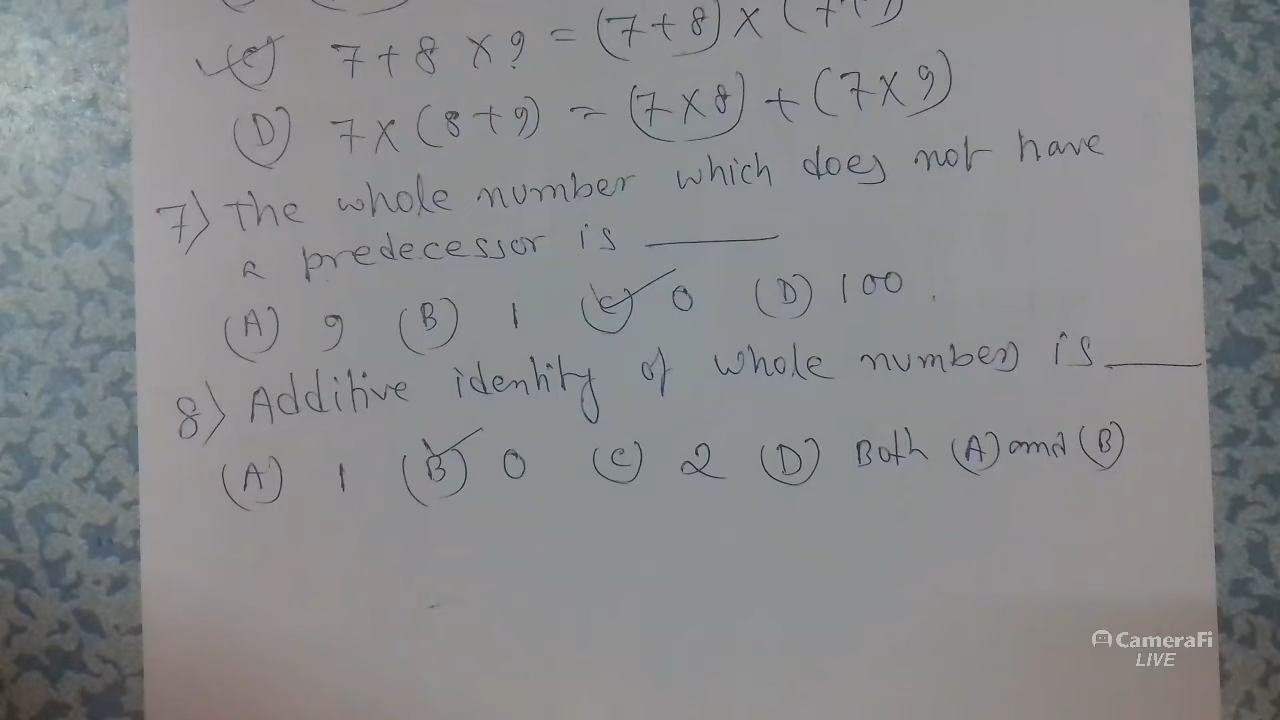 (C) 7 + 8 × 9 = (7 + 8) ×
(D) 7 × (8 + 9) = (7 × 8) + (7 × 9)
7) The whole number which does not have
a predecessor is ____
(A) 9 (B) 1 (C) 0 (D) 100.
8) Additive identity of whole numbers is ____
(A) 1 (B) 0 (C) 2 (D) Both (A) and (B)
CameraFi
LIVE